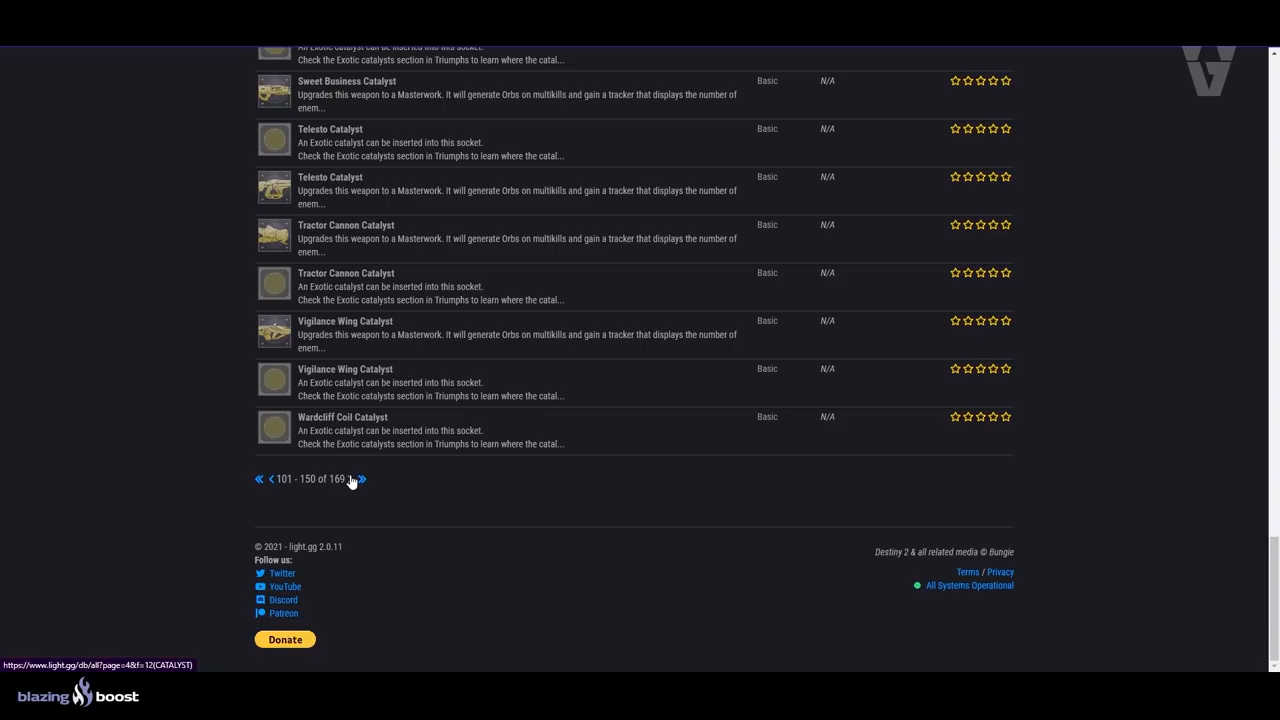 An Exotic catalyst can be inserted into this socket.
Check the Exotic catalysts section in Triumphs to learn where the catal...
Sweet Business Catalyst
Basic
N/A
Upgrades this weapon to a Masterwork. It will generate Orbs on multikills and gain a tracker that displays the number of
enem...
Telesto Catalyst
Basic
N/A
An Exotic catalyst can be inserted into this socket.
Check the Exotic catalysts section in Triumphs to learn where the catal...
Telesto Catalyst
Basic
N/A
Upgrades this weapon to a Masterwork. It will generate Orbs on multikills and gain a tracker that displays the number of
enem...
Tractor Cannon Catalyst
Basic
N/A
Upgrades this weapon to a Masterwork. It will generate Orbs on multikills and gain a tracker that displays the number of
enem...
Tractor Cannon Catalyst
Basic
N/A
An Exotic catalyst can be inserted into this socket.
Check the Exotic catalysts section in Triumphs to learn where the catal...
Vigilance Wing Catalyst
Basic
N/A
Upgrades this weapon to a Masterwork. It will generate Orbs on multikills and gain a tracker that displays the number of
enem...
Vigilance Wing Catalyst
Basic
N/A
An Exotic catalyst can be inserted into this socket.
Check the Exotic catalysts section in Triumphs to learn where the catal...
Wardcliff Coil Catalyst
Basic
N/A
An Exotic catalyst can be inserted into this socket.
Check the Exotic catalysts section in Triumphs to learn where the catal...
« ‹ 101 - 150 of 169 »
© 2021 - light.gg 2.0.11
Follow us:
Twitter
YouTube
Discord
Patreon
Donate
Destiny 2 & all related media © Bungie
Terms / Privacy
All Systems Operational
https://www.light.gg/db/all?page=4&f=12(CATALYST)
blazing boost